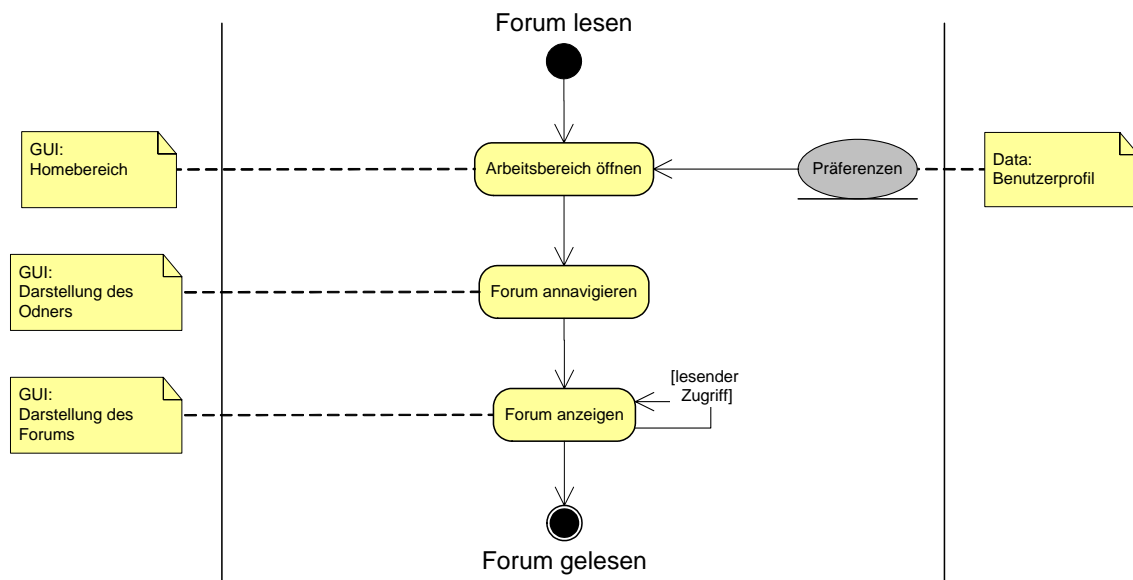 Forum lesen
GUI:
Homebereich
Arbeitsbereich öffnen
Präferenzen
Data:
Benutzerprofil
GUI:
Darstellung des
Odners
Forum annavigieren
GUI:
Darstellung des
Forums
Forum anzeigen
[lesender
Zugriff]
Forum gelesen